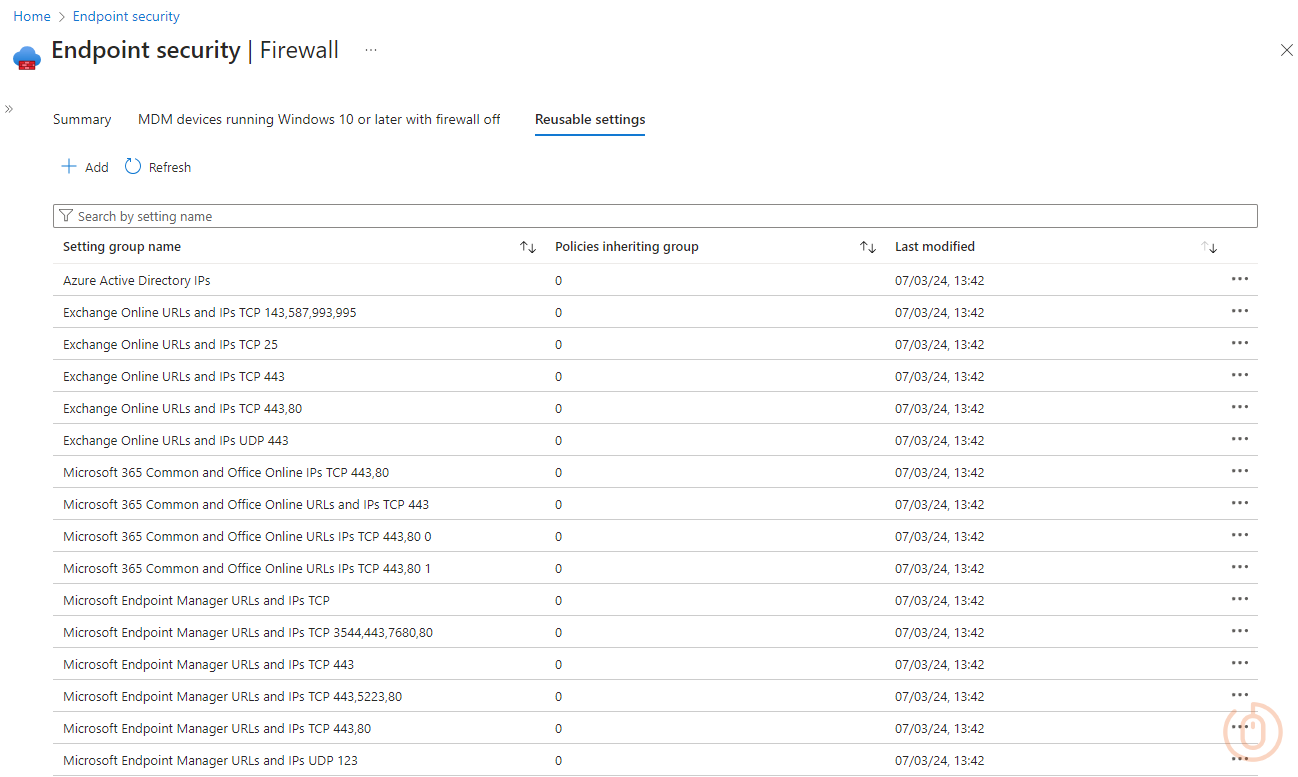 Home > Endpoint security
Endpoint security | Firewall ...
»
Summary MDM devices running Windows 10 or later with firewall off Reusable settings
+ Add Refresh
Search by setting name
Setting group name ↑↓ Policies inheriting group ↑↓ Last modified ↑↓
Azure Active Directory IPs 0 07/03/24, 13:42 ...
Exchange Online URLs and IPs TCP 143,587,993,995 0 07/03/24, 13:42 ...
Exchange Online URLs and IPs TCP 25 0 07/03/24, 13:42 ...
Exchange Online URLs and IPs TCP 443 0 07/03/24, 13:42 ...
Exchange Online URLs and IPs TCP 443,80 0 07/03/24, 13:42 ...
Exchange Online URLs and IPs UDP 443 0 07/03/24, 13:42 ...
Microsoft 365 Common and Office Online IPs TCP 443,80 0 07/03/24, 13:42 ...
Microsoft 365 Common and Office Online URLs and IPs TCP 443 0 07/03/24, 13:42 ...
Microsoft 365 Common and Office Online URLs IPs TCP 443,80 0 0 07/03/24, 13:42 ...
Microsoft 365 Common and Office Online URLs IPs TCP 443,80 1 0 07/03/24, 13:42 ...
Microsoft Endpoint Manager URLs and IPs TCP 0 07/03/24, 13:42 ...
Microsoft Endpoint Manager URLs and IPs TCP 3544,443,7680,80 0 07/03/24, 13:42 ...
Microsoft Endpoint Manager URLs and IPs TCP 443 0 07/03/24, 13:42 ...
Microsoft Endpoint Manager URLs and IPs TCP 443,5223,80 0 07/03/24, 13:42 ...
Microsoft Endpoint Manager URLs and IPs TCP 443,80 0 07/03/24, 13:42 ...
Microsoft Endpoint Manager URLs and IPs UDP 123 0 07/03/24, 13:42 ...